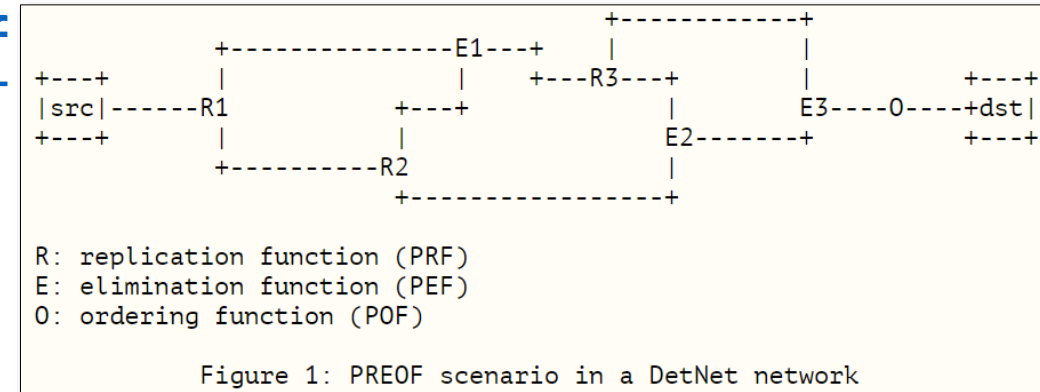 +------------+
            +---------------E1---+    |            |
+---+       |               |    +---R3---+        |          +---+
|src|------R1           +---+             |       E3----O----+dst|
+---+       |           |                E2-------+          +---+
            +----------R2                 |
                        +-----------------+
R: replication function (PRF)
E: elimination function (PEF)
O: ordering function (POF)
Figure 1: PREOF scenario in a DetNet network